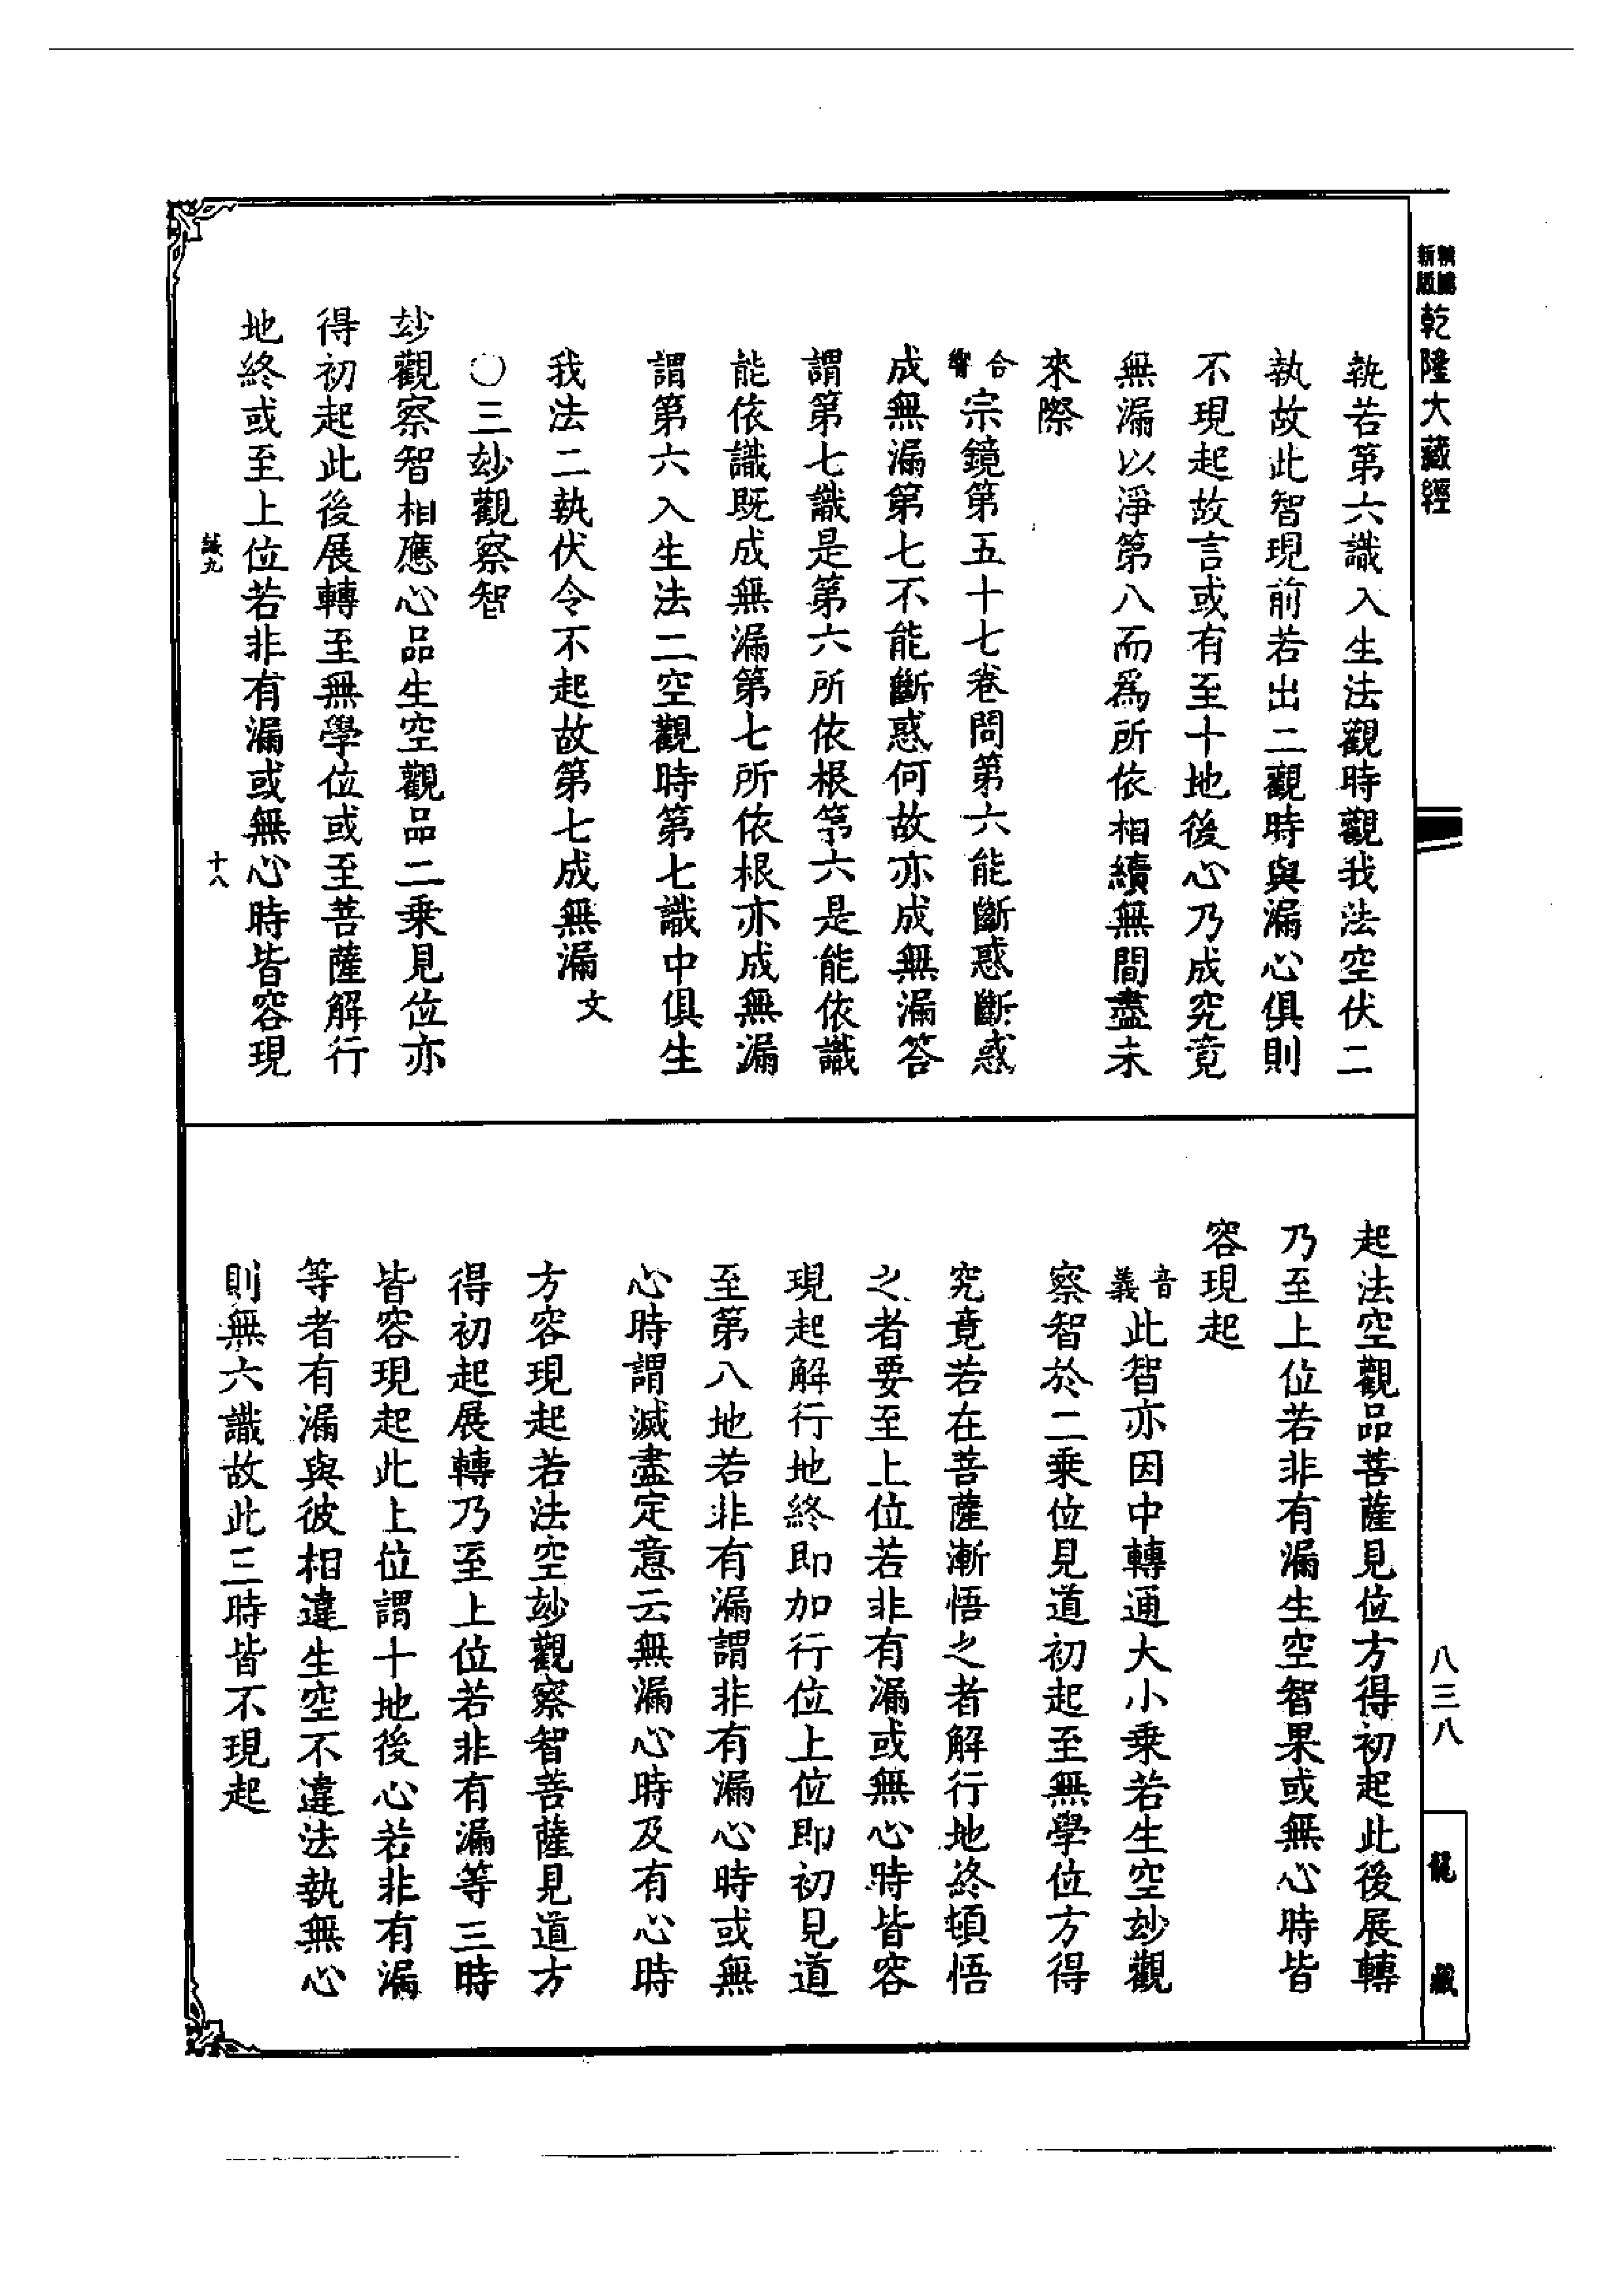 乾隆大藏經
執若第六識入生法觀時觀我法空伏二
執故此智現前若出二觀時與漏心俱則
不現起故言或有至十地後心乃成究竟
無漏以淨第八而爲所依相續無間盡未
來際
合響宗鏡第五十七卷問第六能斷惑斷惑
成無漏第七不能斷惑何故亦成無漏答
謂第七識是第六所依根第六是能依識
能依識既成無漏第七所依根亦成無漏
謂第六入生法二空觀時第七識中俱生
我法二執伏令不起故第七成無漏文
〇三玅觀察智
玅觀察智相應心品生空觀品二乘見位亦
得初起此後展轉至無學位或至菩薩解行
地終或至上位若非有漏或無心時皆容現
誠九
十八
起法空觀品菩薩見位方得初起此後展轉
乃至上位若非有漏生空智果或無心時皆
容現起
音義此智亦因中轉通大小乘若生空玅觀
察智於二乘位見道初起至無學位方得
究竟若在菩薩漸悟之者解行地終頓悟
之者要至上位若非有漏或無心時皆容
現起解行地終即加行位上位即初見道
至第八地若非有漏謂非有漏心時或無
心時謂滅盡定意云無漏心時及有心時
方容現起若法空玅觀察智菩薩見道方
得初起展轉乃至上位若非有漏等三時
皆容現起此上位謂十地後心若非有漏
等者有漏與彼相違生空不違法執無心
則無六識故此三時皆不現起
八三八
龍藏